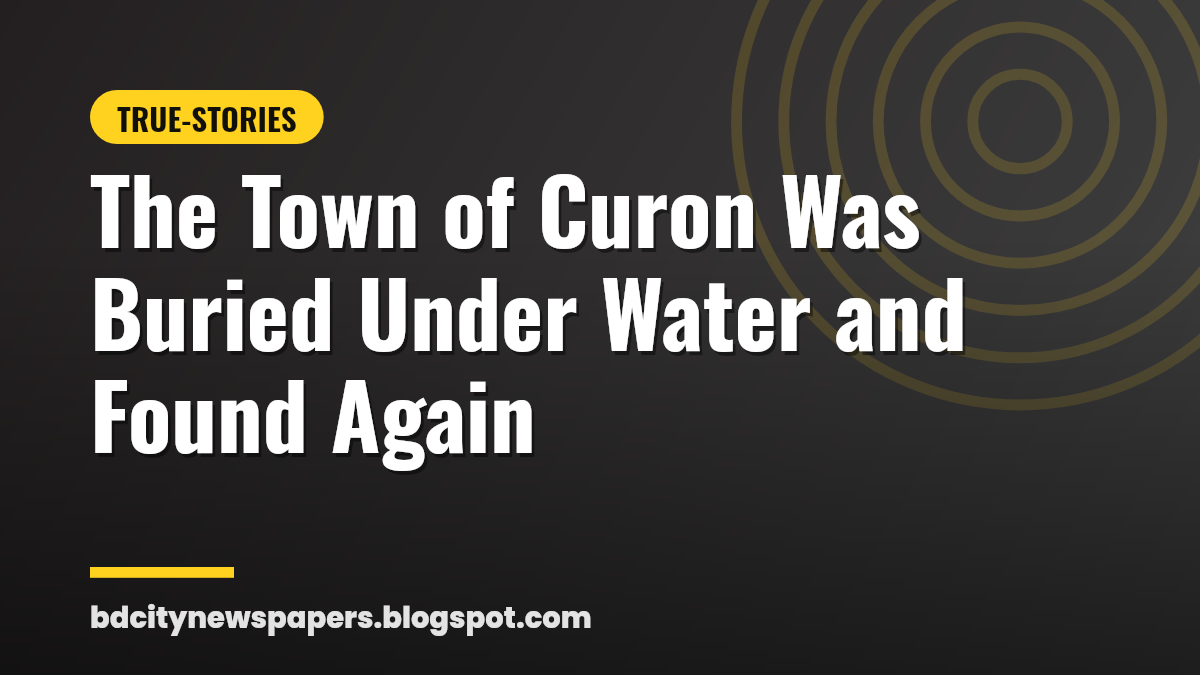 TRUE-STORIES
The Town of Curon Was
Buried Under Water and
Found Again
bdcitynewspapers.blogspot.com